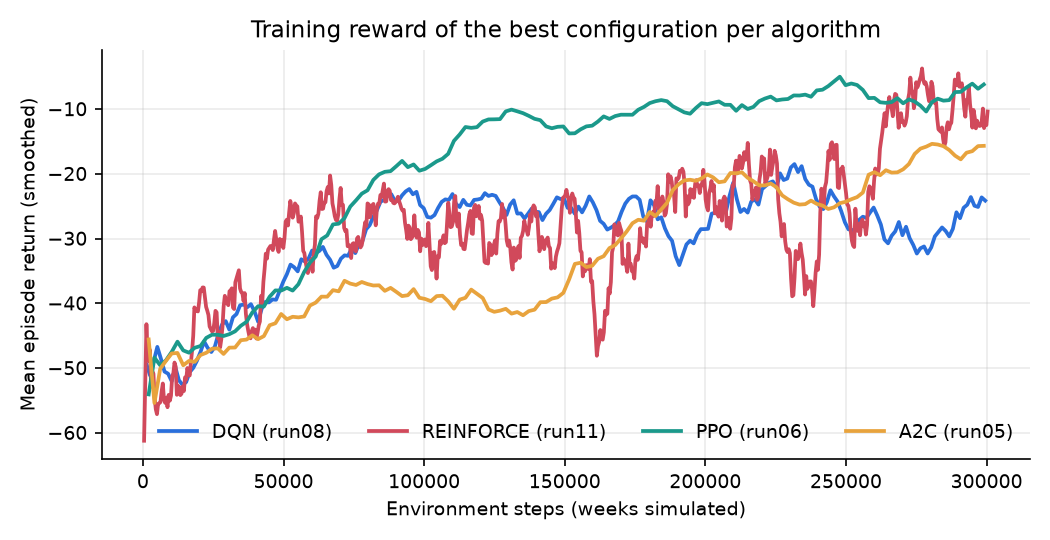 Training reward of the best configuration per algorithm
Mean episode return (smoothed)
−10
−20
−30
−40
−50
−60
DQN (run08)
REINFORCE (run11)
PPO (run06)
A2C (run05)
0
50000
100000
150000
200000
250000
300000
Environment steps (weeks simulated)